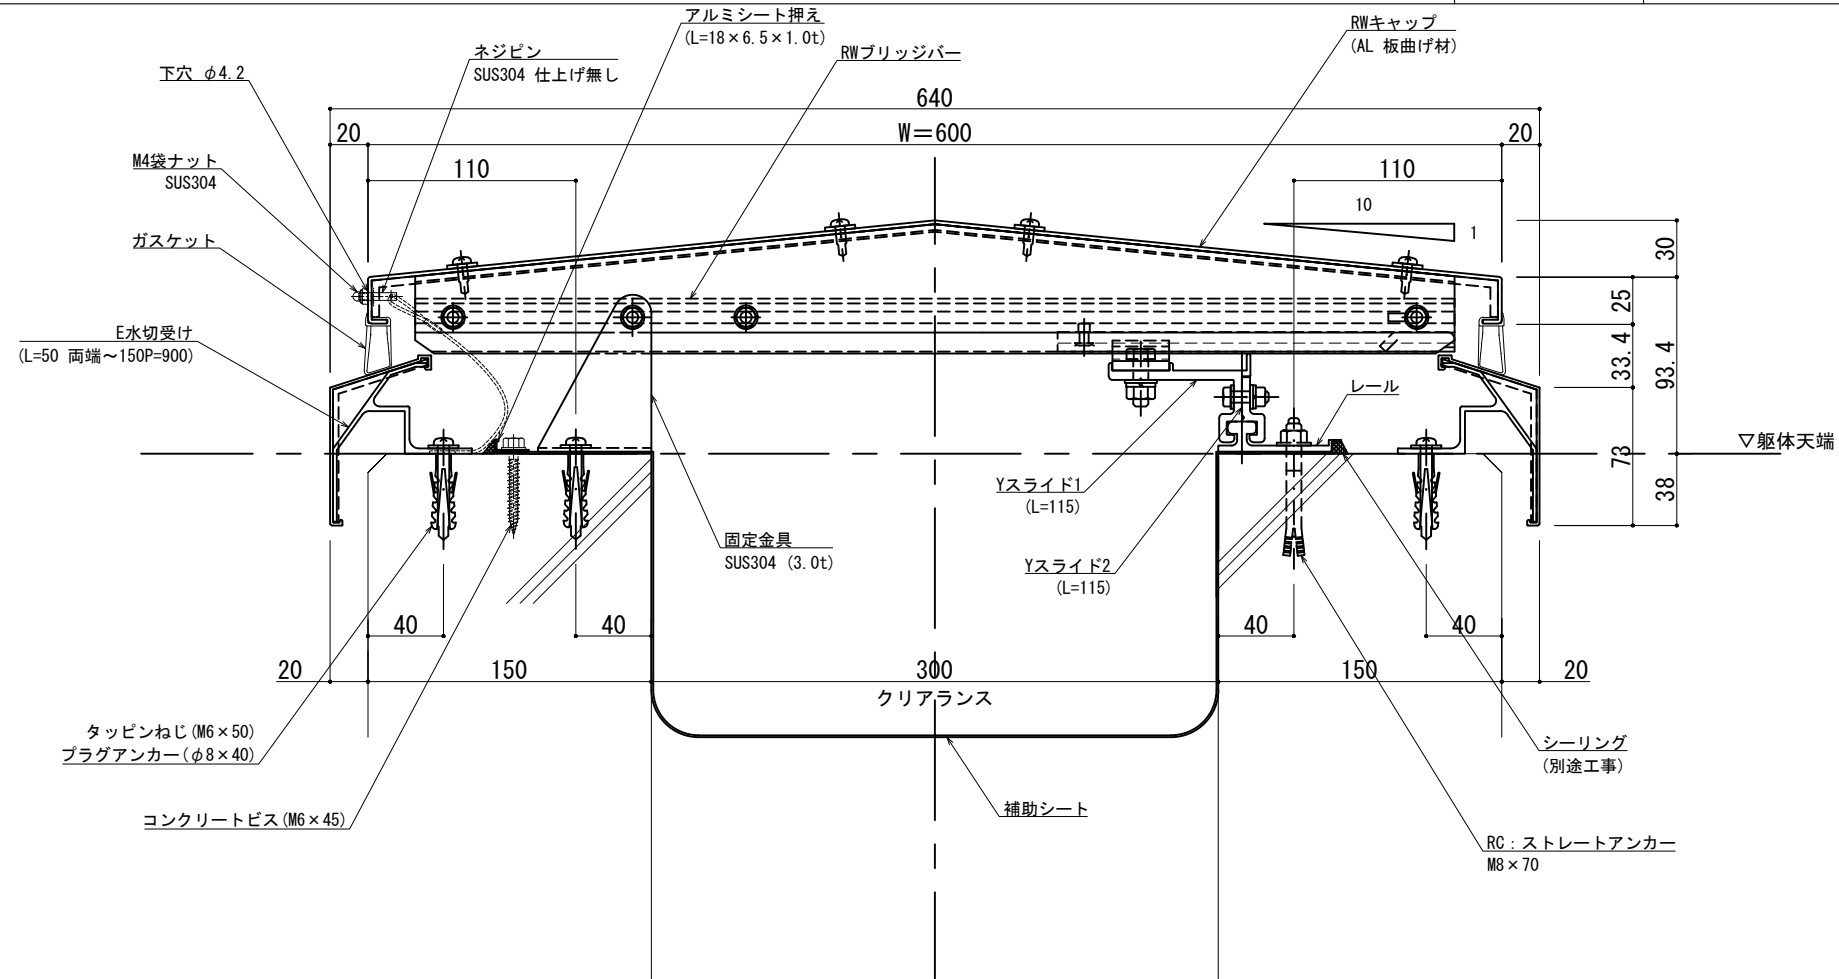 アルミシート押え
(L=18×6.5×1.0t)
RWキャップ
(AL 板曲げ材)
ネジピン
SUS304 仕上げ無し
RWブリッジバー
下穴 φ4.2
640
20
W=600
20
M4袋ナット
SUS304
110
110
10
1
ガスケット
30
25
E水切受け
(L=50 両端~150P=900)
33.4
93.4
レール
▽躯体天端
73
38
Yスライド1
(L=115)
固定金具
SUS304 (3.0t)
Yスライド2
(L=115)
40
40
40
40
20
150
300
150
20
クリアランス
タッピンねじ(M6×50)
プラグアンカー(φ8×40)
シーリング
(別途工事)
コンクリートビス(M6×45)
補助シート
RC:ストレートアンカー
M8×70